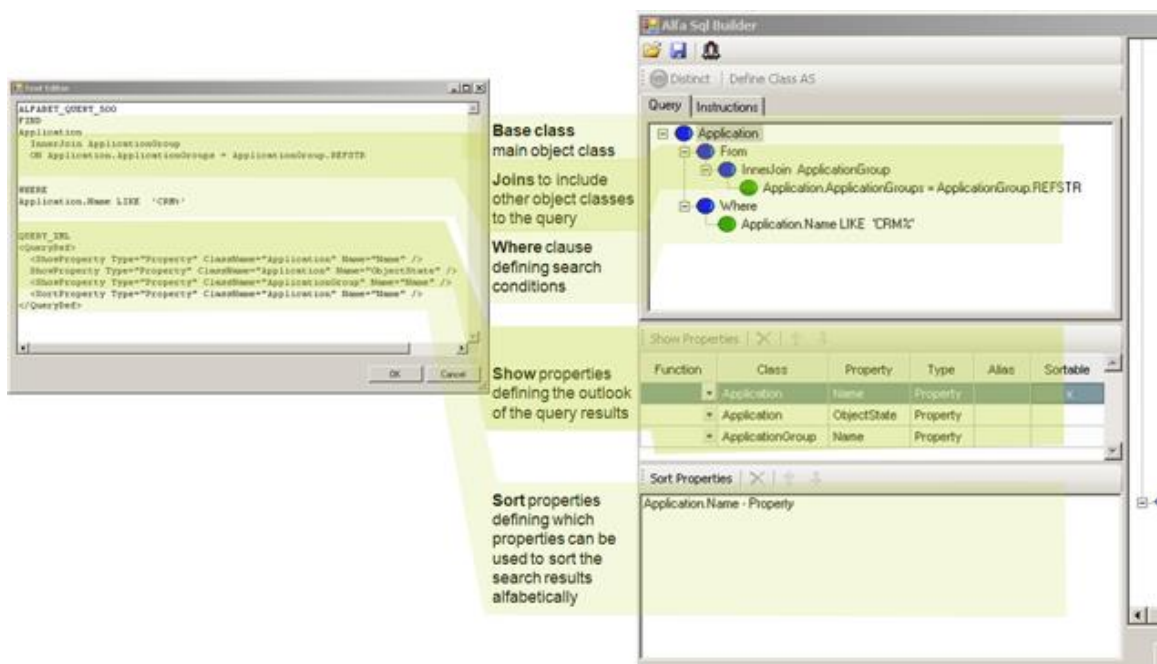 Text Editor
ALFABET_QUERY_500
FIND
Application
InnerJoin ApplicationGroup
ON Application.ApplicationGroups = ApplicationGroup.REFSTR
WHERE
Application.Name LIKE 'CRM%'
QUERY_XML
<QueryDef>
<ShowProperty Type="Property" ClassName="Application" Name="Name" />
ShowProperty Type="Property" ClassName="Application" Name="ObjectState" />
<ShowProperty Type="Property" ClassName="ApplicationGroup" Name="Name" />
<SortProperty Type="Property" ClassName="Application" Name="Name" />
</QueryDef>
OK Cancel
Base class
main object class
Joins to include
other object classes
to the query
Where clause
defining search
conditions
Show properties
defining the outlook
of the query results
Sort properties
defining which
properties can be
used to sort the
search results
alfabetically
Alfa Sql Builder
Distinct Define Class AS
Query Instructions
Application
From
InnerJoin ApplicationGroup
Application.ApplicationGroups = ApplicationGroup.REFSTR
Where
Application.Name LIKE 'CRM%'
Show Properties
Function Class Property Type Alias Sortable
Application Name Property x
Application ObjectState Property
ApplicationGroup Name Property
Sort Properties
Application.Name - Property